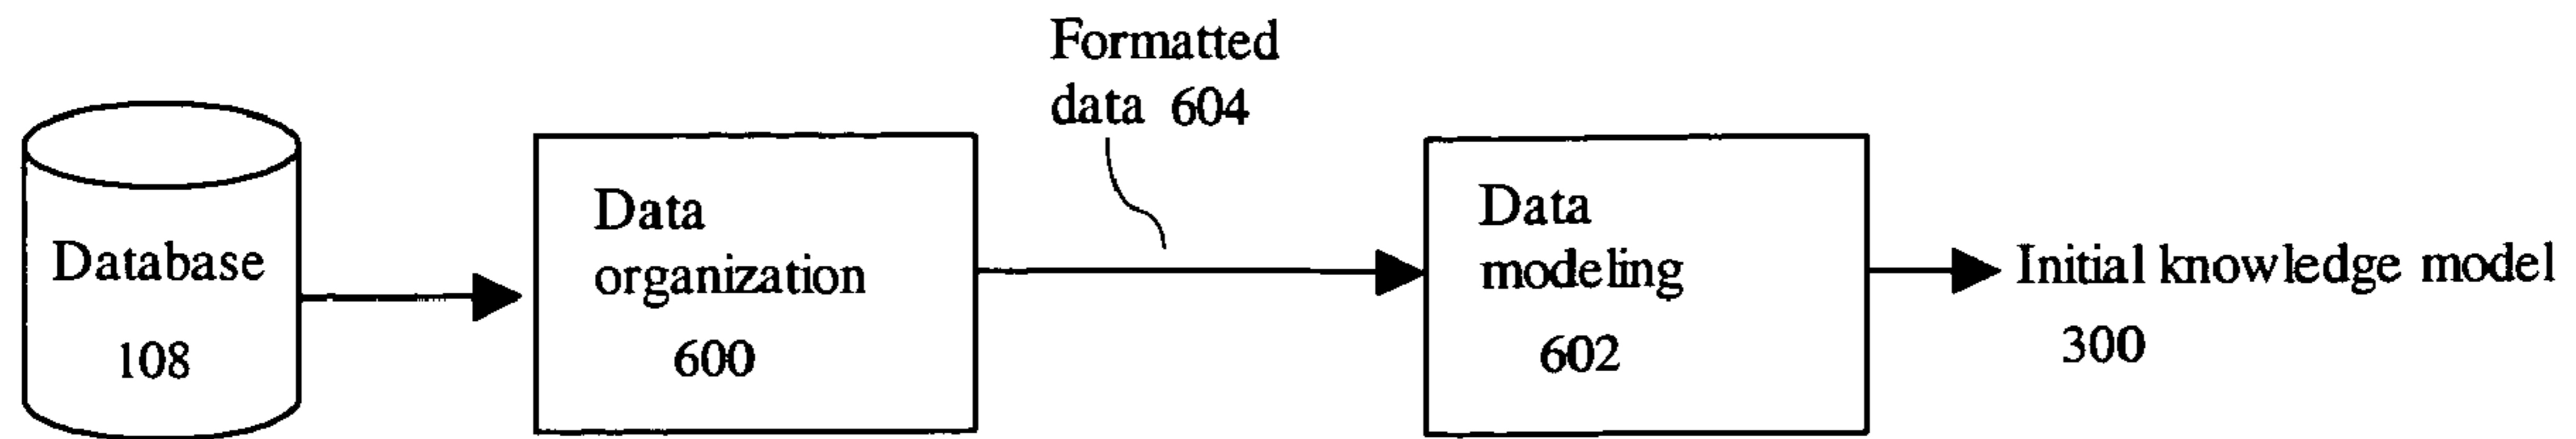 Formatted
data 604
Database
108
Data
organization
600
Data
modeling
602
Initial knowledge model
300